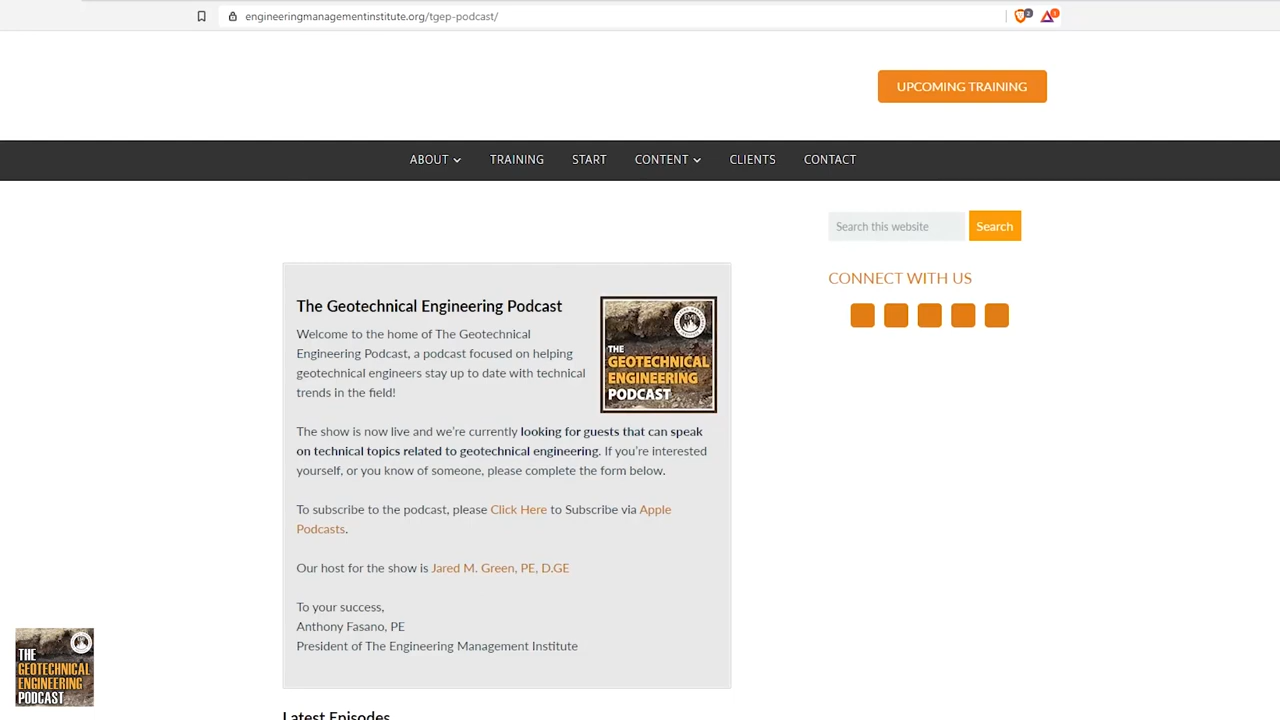 engineeringmanagementinstitute.org/tgep-podcast/
2
1
UPCOMING TRAINING
ABOUT
TRAINING
START
CONTENT
CLIENTS
CONTACT
Search this website
Search
CONNECT WITH US
The Geotechnical Engineering Podcast
Welcome to the home of The Geotechnical
Engineering Podcast, a podcast focused on helping
geotechnical engineers stay up to date with technical
trends in the field!
THE
GEOTECHNICAL
ENGINEERING
PODCAST
The show is now live and we're currently looking for guests that can speak
on technical topics related to geotechnical engineering. If you're interested
yourself, or you know of someone, please complete the form below.
To subscribe to the podcast, please Click Here to Subscribe via Apple
Podcasts.
Our host for the show is Jared M. Green, PE, D.GE
To your success,
Anthony Fasano, PE
President of The Engineering Management Institute
THE
GEOTECHNICAL
ENGINEERING
PODCAST
Latest Episodes